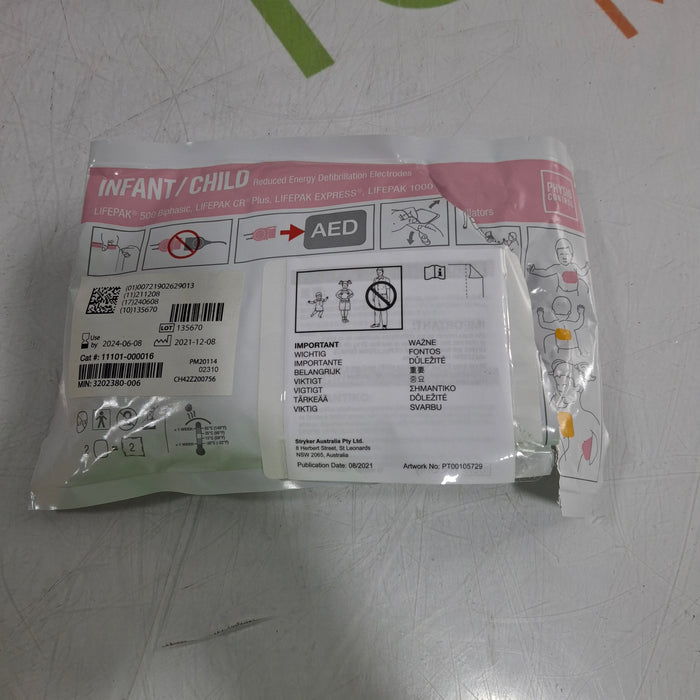 INFANT/CHILD Reduced Energy Defibrillation Electrodes
LIFEPAK® 500 Biphasic, LIFEPAK CR® Plus, LIFEPAK EXPRESS®, LIFEPAK 1000
PHYSIO
CONTROL
AED
(01)00721902629013
(11)211208
(17)240608
(10)135670
LOT 135670
Use
by 2024-06-08 2021-12-08
Cat #: 11101-000016
PM20114
02310
MIN: 3202380-006
CH42Z200756
IMPORTANT
WICHTIG
IMPORTANTE
BELANGRIJK
VIKTIGT
VIGTIGT
TÄRKEÄÄ
VIKTIG
WAŻNE
FONTOS
DŮLEŽITÉ
重要
중요
ΣΗΜΑΝΤΙΚΟ
DÔLEŽITÉ
SVARBU
Stryker Australia Pty Ltd.
8 Herbert Street, St Leonards
NSW 2065, Australia
Publication Date: 08/2021
Artwork No: PT00105729
2
2